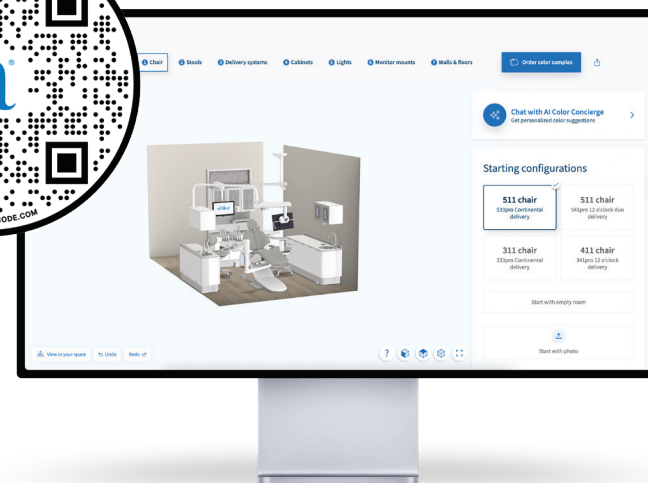 1 Chair
2 Stools
3 Delivery systems
4 Cabinets
5 Lights
6 Monitor mounts
7 Walls & floors
Order color samples
Chat with AI Color Concierge
Get personalized color suggestions
Starting configurations
511 chair
533pro Continental
delivery
511 chair
541pro 12 o'clock duo
delivery
311 chair
333pro Continental
delivery
411 chair
341pro 12 o'clock
delivery
Start with empty room
Start with photo
View in your space
Undo
Redo
?
®
CODE.COM